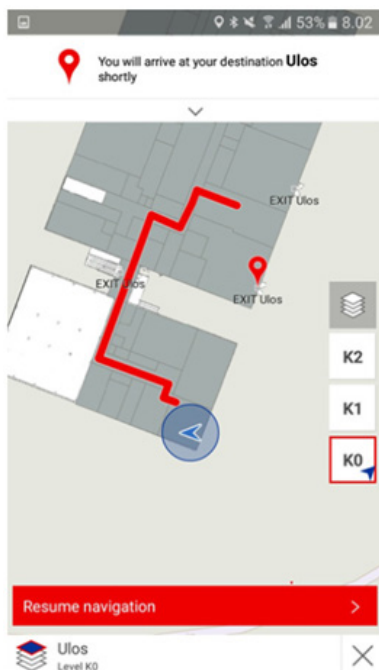 53% 8.02
You will arrive at your destination Ulos
shortly
EXIT Ulos
EXIT
EXIT Ulos
K2
K1
K0
Resume navigation
Ulos
Level K0